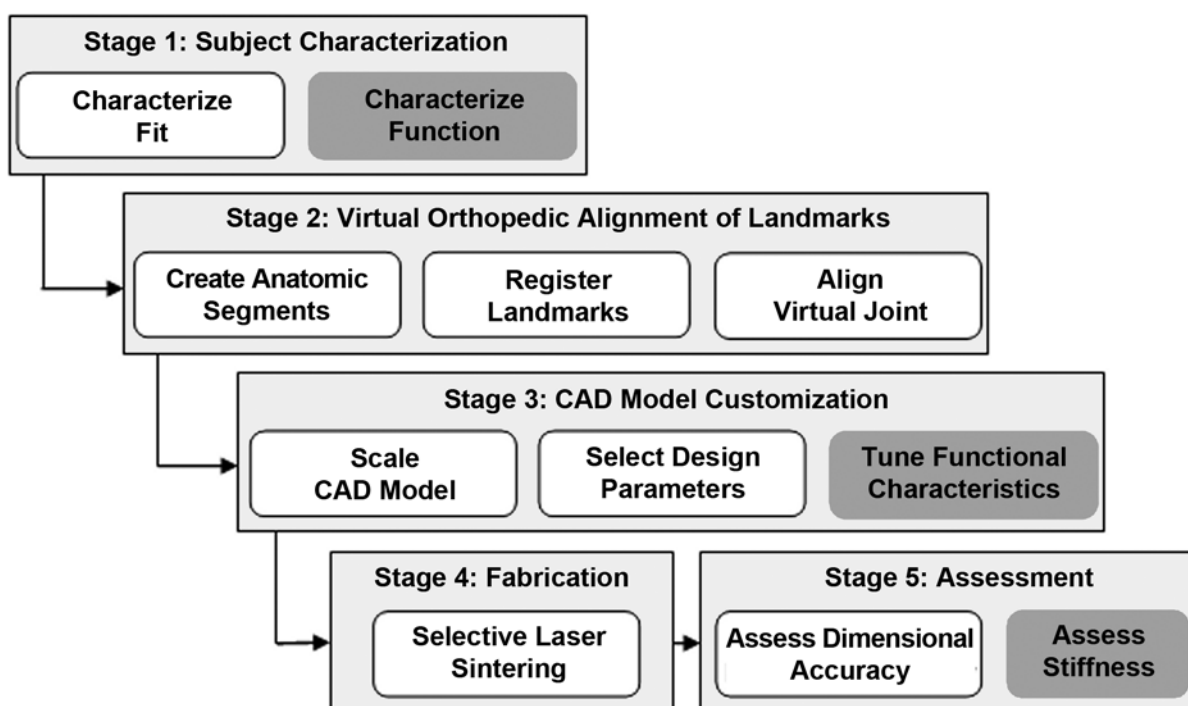 Stage 1: Subject Characterization
Characterize
Fit
Characterize
Function
Stage 2: Virtual Orthopedic Alignment of Landmarks
Create Anatomic
Segments
Register
Landmarks
Align
Virtual Joint
Stage 3: CAD Model Customization
Scale
CAD Model
Select Design
Parameters
Tune Functional
Characteristics
Stage 4: Fabrication
Selective Laser
Sintering
Stage 5: Assessment
Assess Dimensional
Accuracy
Assess
Stiffness